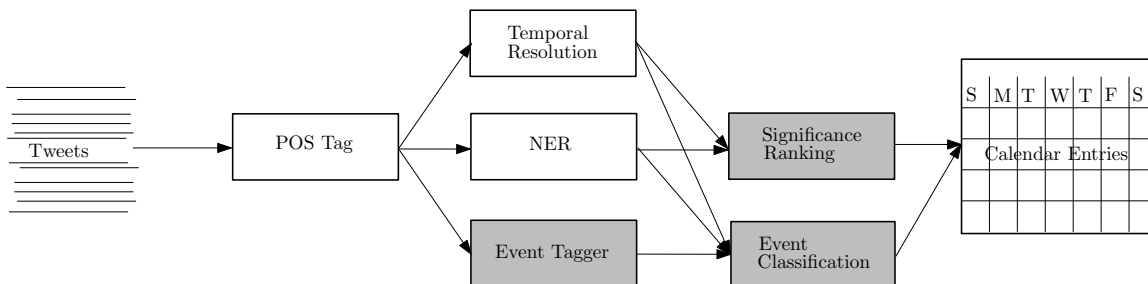 Tweets
POS Tag
Temporal
Resolution
NER
Event Tagger
Significance
Ranking
Event
Classification
S M T W T F S
Calendar Entries